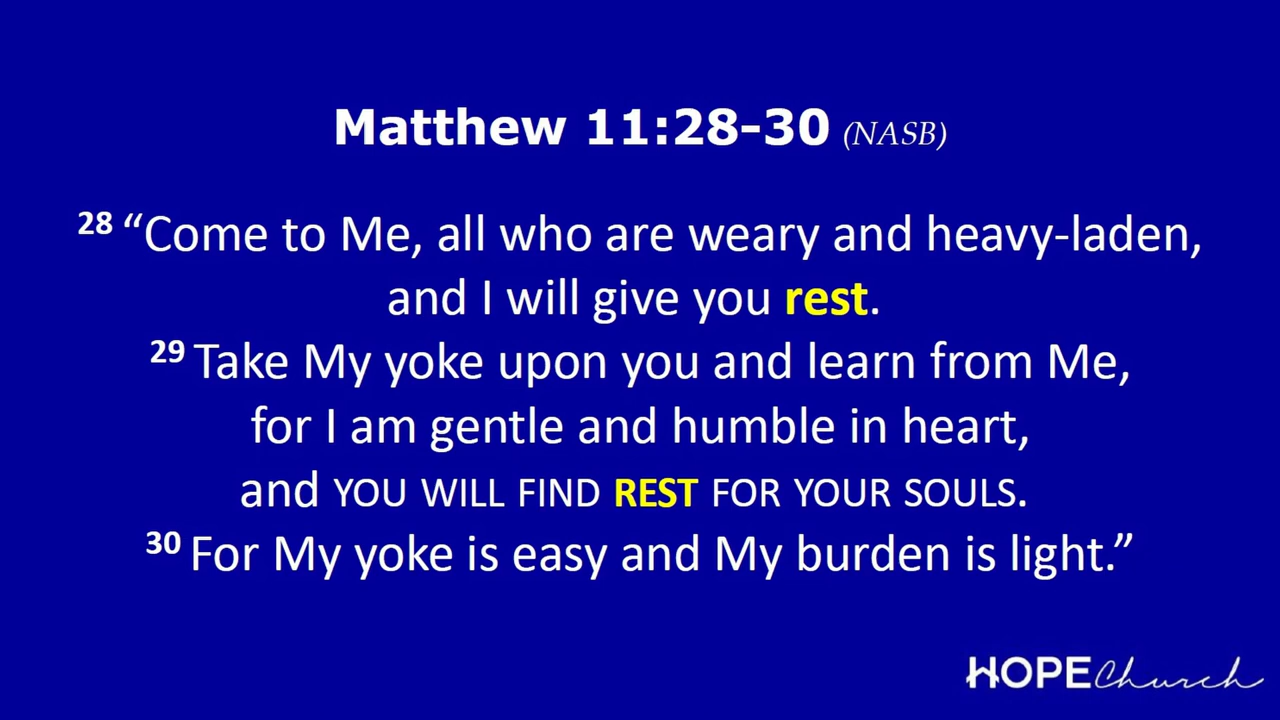 Matthew 11:28-30 (NASB)
28 “Come to Me, all who are weary and heavy-laden,
and I will give you rest.
29 Take My yoke upon you and learn from Me,
for I am gentle and humble in heart,
and YOU WILL FIND REST FOR YOUR SOULS.
30 For My yoke is easy and My burden is light.”
HOPE Church